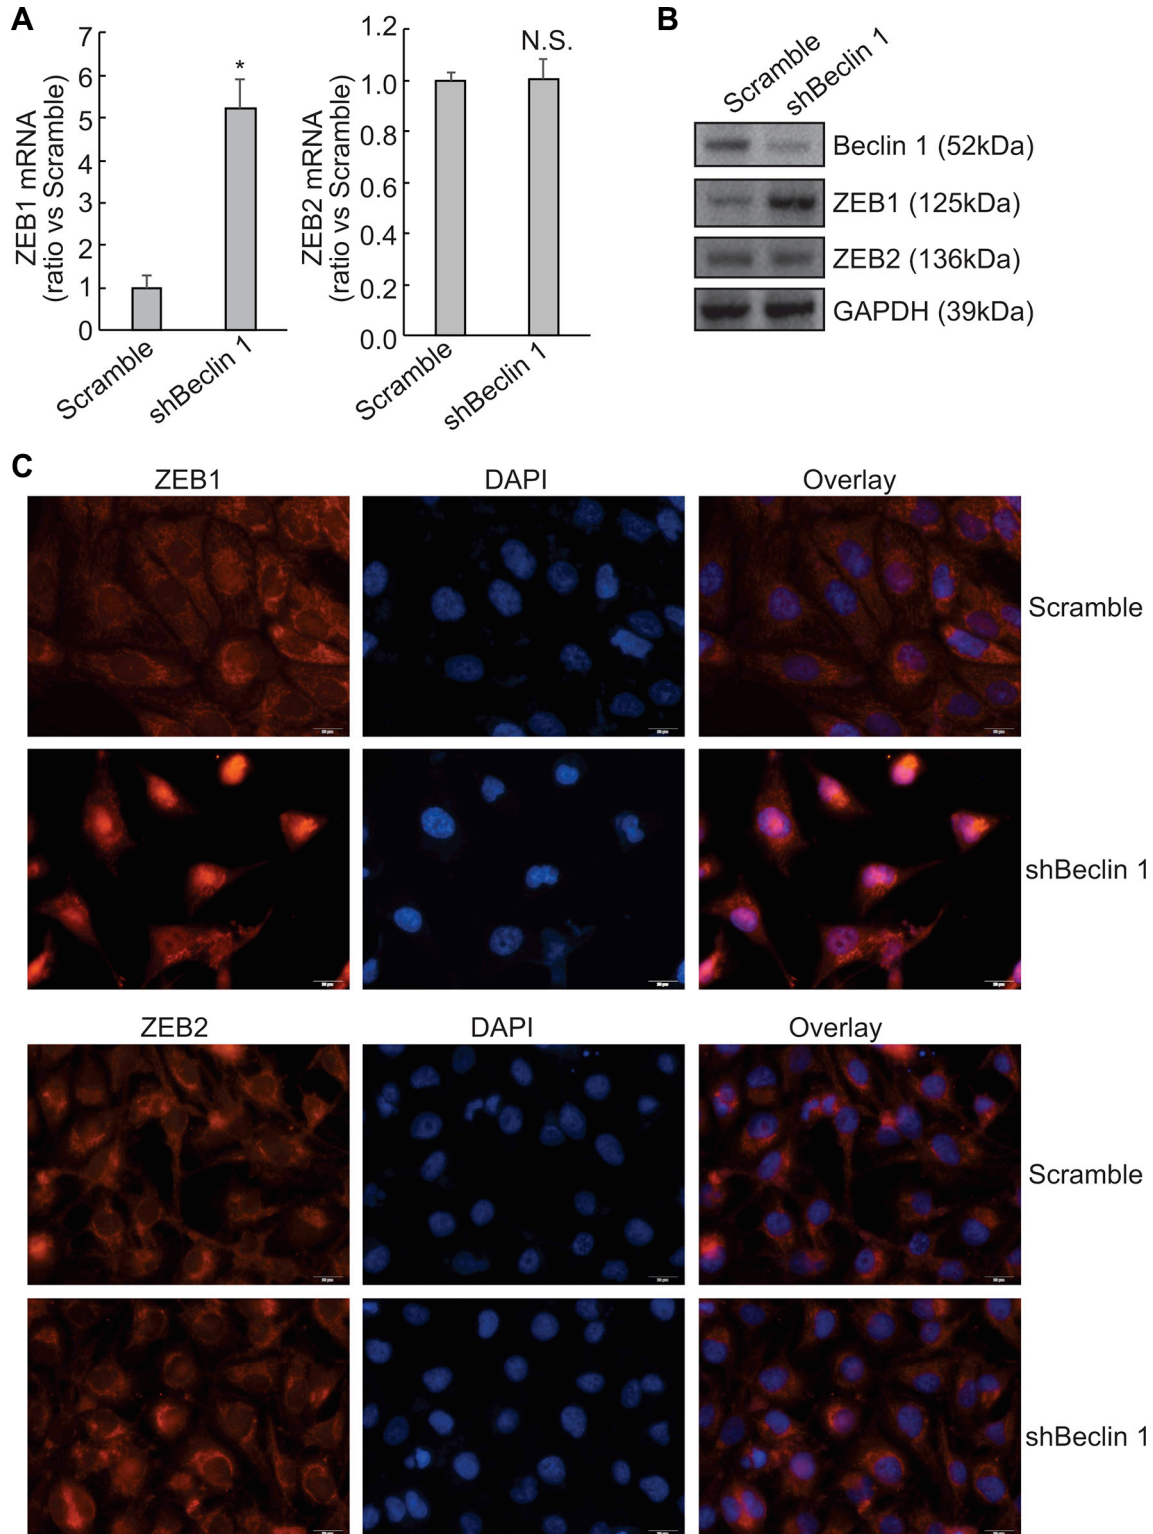 A
7
6
5
4
3
2
1
0
ZEB1 mRNA
(ratio vs Scramble)
*
Scramble
shBeclin 1
1.2
1.0
0.8
0.6
0.4
0.2
0.0
ZEB2 mRNA
(ratio vs Scramble)
N.S.
Scramble
shBeclin 1
B
Scramble
shBeclin 1
Beclin 1 (52kDa)
ZEB1 (125kDa)
ZEB2 (136kDa)
GAPDH (39kDa)
C
ZEB1
DAPI
Overlay
Scramble
shBeclin 1
ZEB2
DAPI
Overlay
Scramble
shBeclin 1